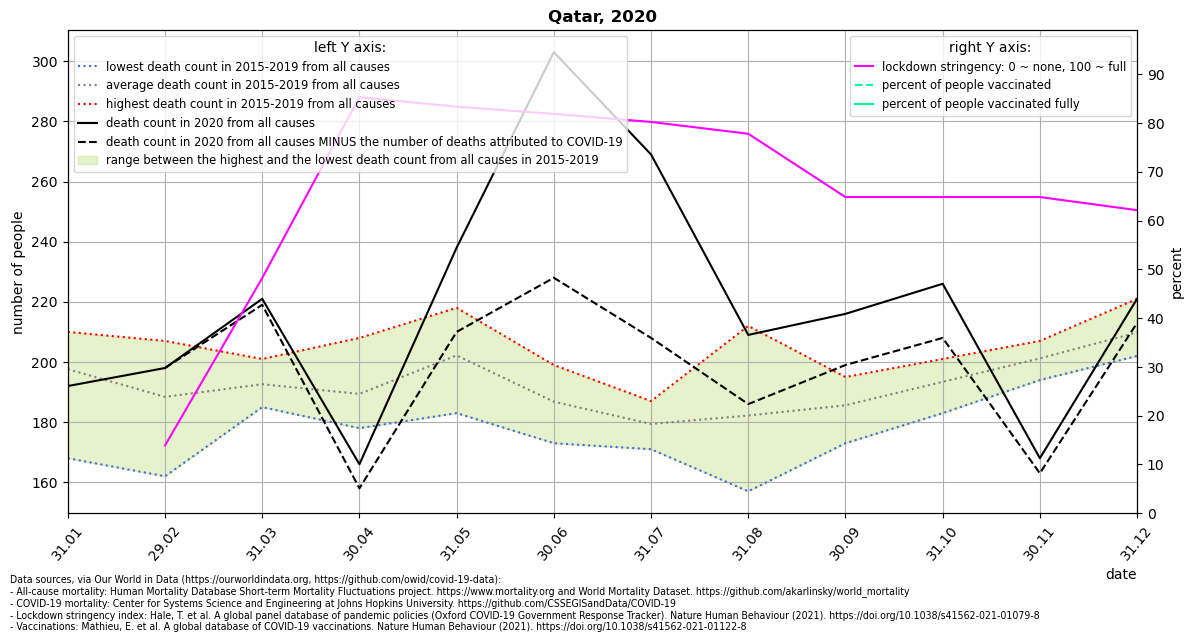 Qatar, 2020
left Y axis:
lowest death count in 2015-2019 from all causes
average death count in 2015-2019 from all causes
highest death count in 2015-2019 from all causes
death count in 2020 from all causes
death count in 2020 from all causes MINUS the number of deaths attributed to COVID-19
range between the highest and the lowest death count from all causes in 2015-2019
right Y axis:
lockdown stringency: 0 ~ none, 100 ~ full
percent of people vaccinated
percent of people vaccinated fully
number of people
300
280
260
240
220
200
180
160
90
80
70
60
50
40
30
20
10
0
percent
31.01
29.02
31.03
30.04
31.05
30.06
31.07
31.08
30.09
31.10
30.11
31.12
date
Data sources, via Our World in Data (https://ourworldindata.org, https://github.com/owid/covid-19-data):
- All-cause mortality: Human Mortality Database Short-term Mortality Fluctuations project. https://www.mortality.org and World Mortality Dataset. https://github.com/akarlinsky/world_mortality
- COVID-19 mortality: Center for Systems Science and Engineering at Johns Hopkins University. https://github.com/CSSEGISandData/COVID-19
- Lockdown stringency index: Hale, T. et al. A global panel database of pandemic policies (Oxford COVID-19 Government Response Tracker). Nature Human Behaviour (2021). https://doi.org/10.1038/s41562-021-01079-8
- Vaccinations: Mathieu, E. et al. A global database of COVID-19 vaccinations. Nature Human Behaviour (2021). https://doi.org/10.1038/s41562-021-01122-8